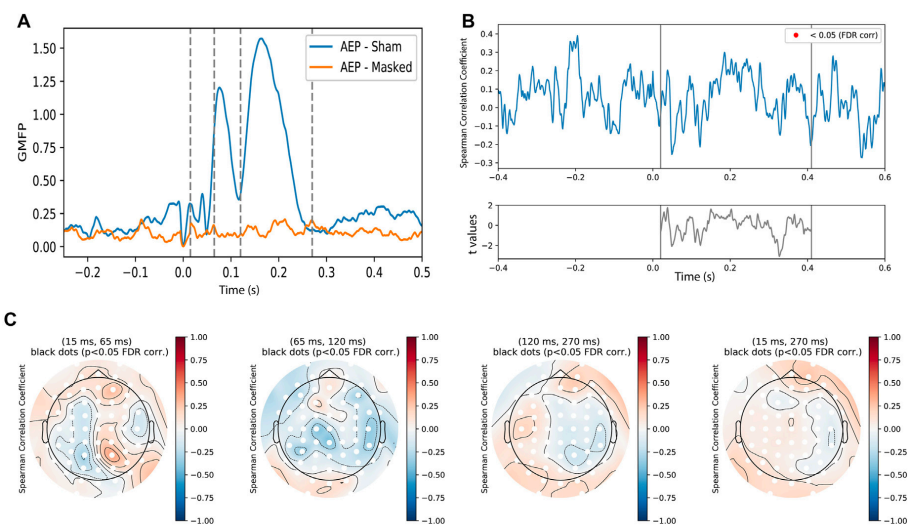 A
GMFP
1.50
1.25
1.00
0.75
0.50
0.25
0.00
AEP - Sham
AEP - Masked
−0.2 −0.1 0.0 0.1 0.2 0.3 0.4 0.5
Time (s)
B
Spearman Correlation Coefficient
0.4
0.3
0.2
0.1
0.0
−0.1
−0.2
−0.3
< 0.05 (FDR corr)
−0.4 −0.2 0.0 0.2 0.4 0.6
t values
2
0
−2
−0.4 −0.2 0.0 0.2 0.4 0.6
Time (s)
C
(15 ms, 65 ms)
black dots (p<0.05 FDR corr.)
Spearman Correlation Coefficient
1.00
0.75
0.50
0.25
0.00
−0.25
−0.50
−0.75
−1.00
(65 ms, 120 ms)
black dots (p<0.05 FDR corr.)
Spearman Correlation Coefficient
1.00
0.75
0.50
0.25
0.00
−0.25
−0.50
−0.75
−1.00
(120 ms, 270 ms)
black dots (p<0.05 FDR corr.)
Spearman Correlation Coefficient
1.00
0.75
0.50
0.25
0.00
−0.25
−0.50
−0.75
−1.00
(15 ms, 270 ms)
black dots (p<0.05 FDR corr.)
Spearman Correlation Coefficient
1.00
0.75
0.50
0.25
0.00
−0.25
−0.50
−0.75
−1.00